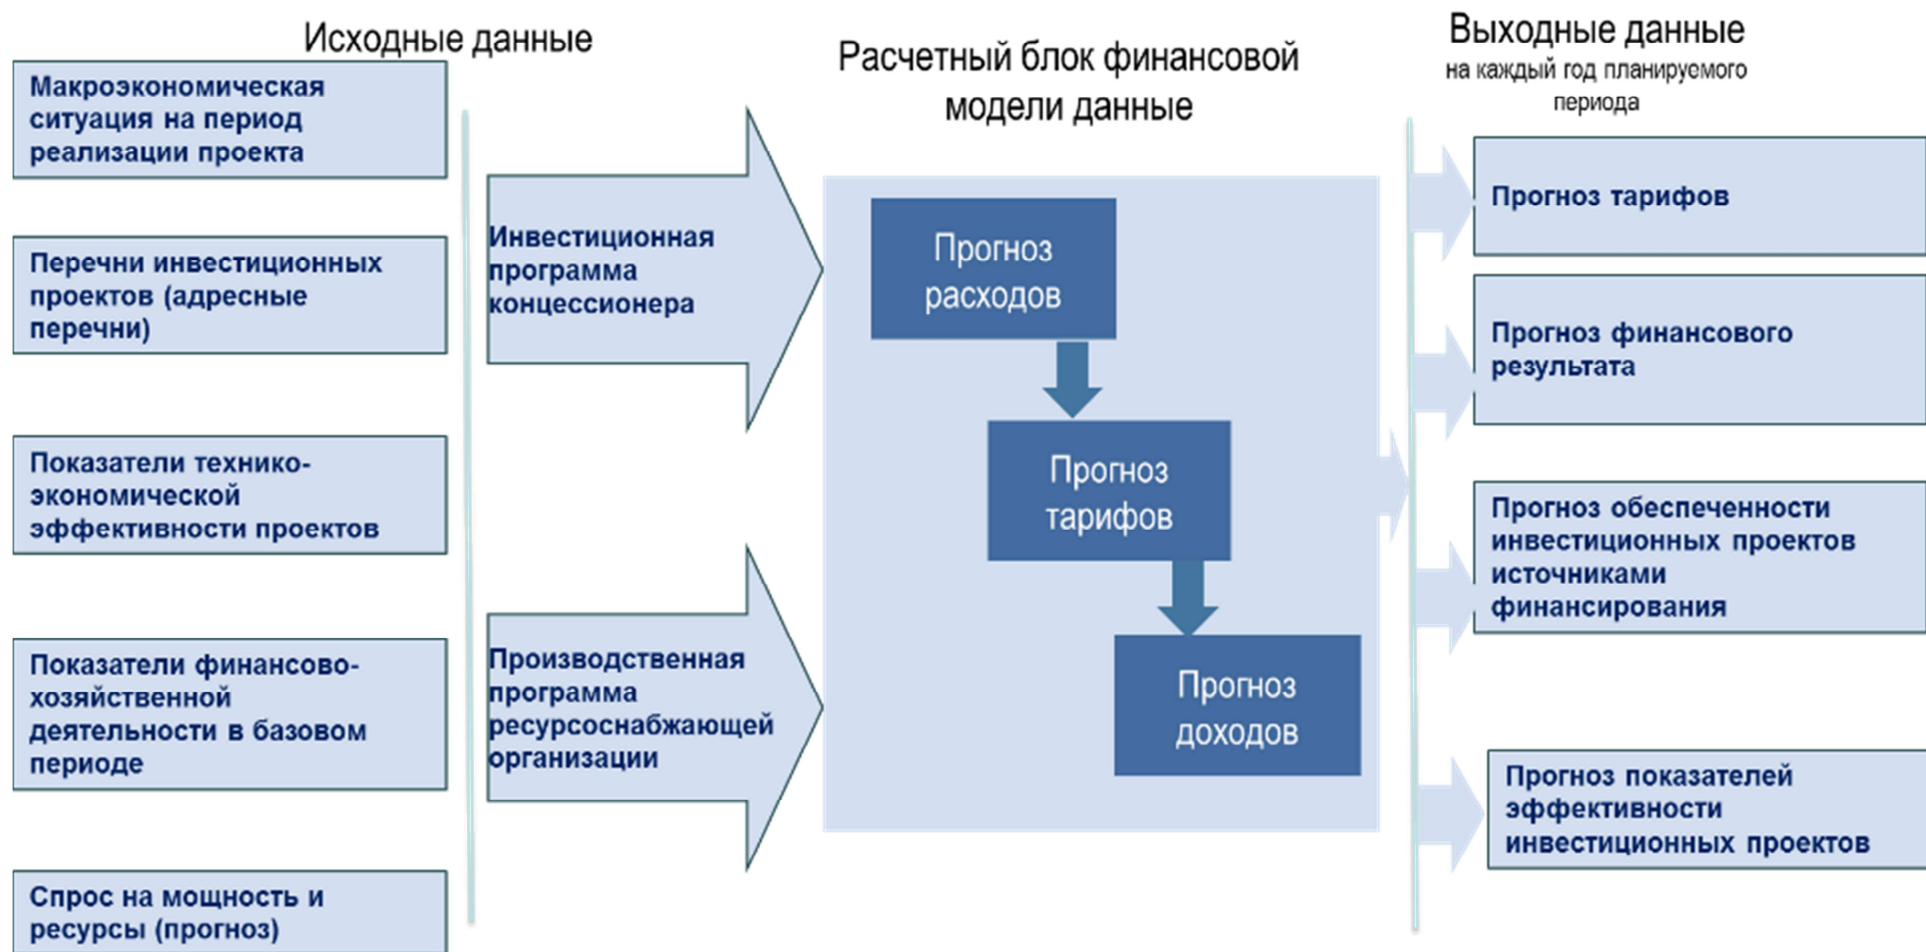 Исходные данные
Макроэкономическая
ситуация на период
реализации проекта
Перечни инвестиционных
проектов (адресные
перечни)
Показатели технико-
экономической
эффективности проектов
Показатели финансово-
хозяйственной
деятельности в базовом
периоде
Спрос на мощность и
ресурсы (прогноз)
Инвестиционная
программа
концессионера
Производственная
программа
ресурсоснабжающей
организации
Расчетный блок финансовой
модели данные
Прогноз
расходов
Прогноз
тарифов
Прогноз
доходов
Выходные данные
на каждый год планируемого
периода
Прогноз тарифов
Прогноз финансового
результата
Прогноз обеспеченности
инвестиционных проектов
источниками
финансирования
Прогноз показателей
эффективности
инвестиционных проектов